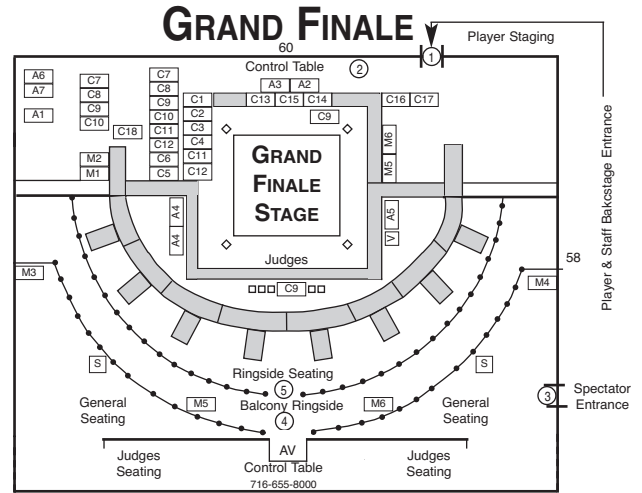 GRAND FINALE
60
Player Staging
1
Control Table
2
A6
A7
A1
C7
C8
C9
C10
C18
M2
M1
C7
C8
C9
C10
C11
C12
C6
C5
C1
C2
C3
C4
C11
C12
A3 A2
C13 C15 C14
C9
C16 C17
M6
M5
GRAND
FINALE
STAGE
A4
A4
A5
V
Judges
C9
Player & Staff Bakcstage Entrance
58
M3
M4
S
S
Ringside Seating
5
Balcony Ringside
4
M5
M6
General
Seating
General
Seating
3
Spectator
Entrance
AV
Control Table
716-655-8000
Judges
Seating
Judges
Seating